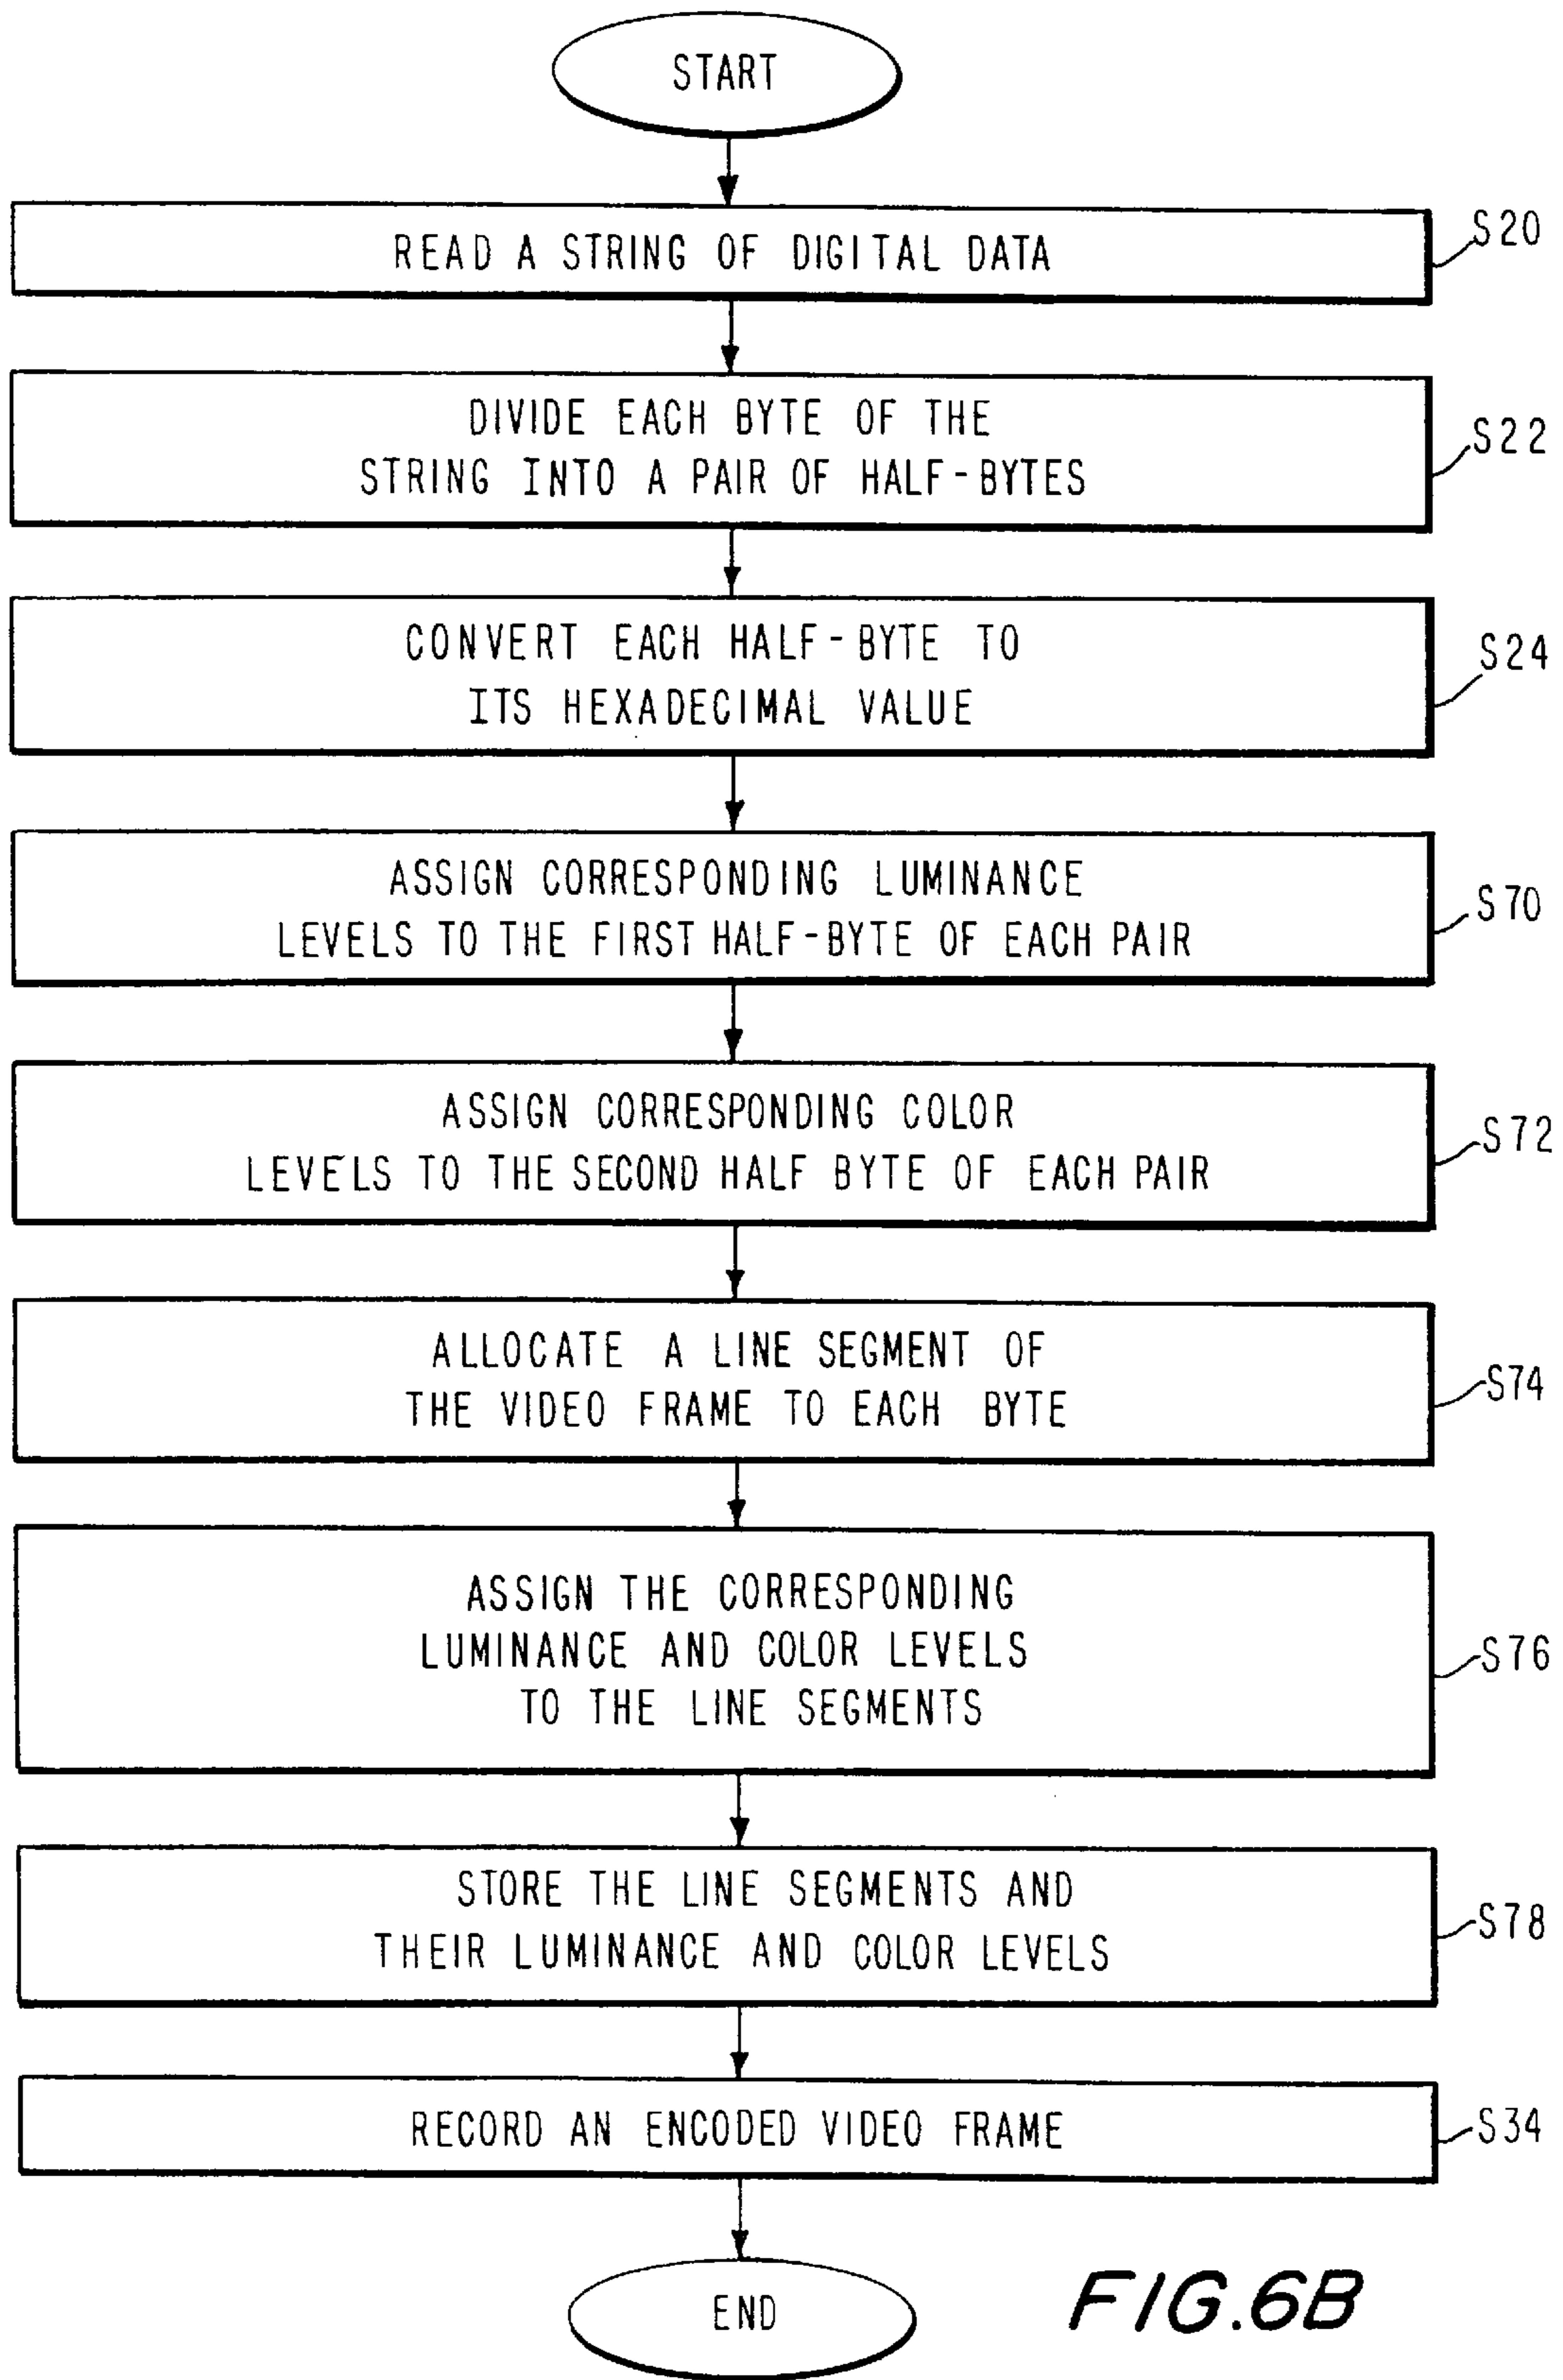 START
READ A STRING OF DIGITAL DATA
S20
DIVIDE EACH BYTE OF THE
STRING INTO A PAIR OF HALF-BYTES
S22
CONVERT EACH HALF-BYTE TO
ITS HEXADECIMAL VALUE
S24
ASSIGN CORRESPONDING LUMINANCE
LEVELS TO THE FIRST HALF-BYTE OF EACH PAIR
S70
ASSIGN CORRESPONDING COLOR
LEVELS TO THE SECOND HALF BYTE OF EACH PAIR
S72
ALLOCATE A LINE SEGMENT OF
THE VIDEO FRAME TO EACH BYTE
S74
ASSIGN THE CORRESPONDING
LUMINANCE AND COLOR LEVELS
TO THE LINE SEGMENTS
S76
STORE THE LINE SEGMENTS AND
THEIR LUMINANCE AND COLOR LEVELS
S78
RECORD AN ENCODED VIDEO FRAME
S34
END
FIG.6B